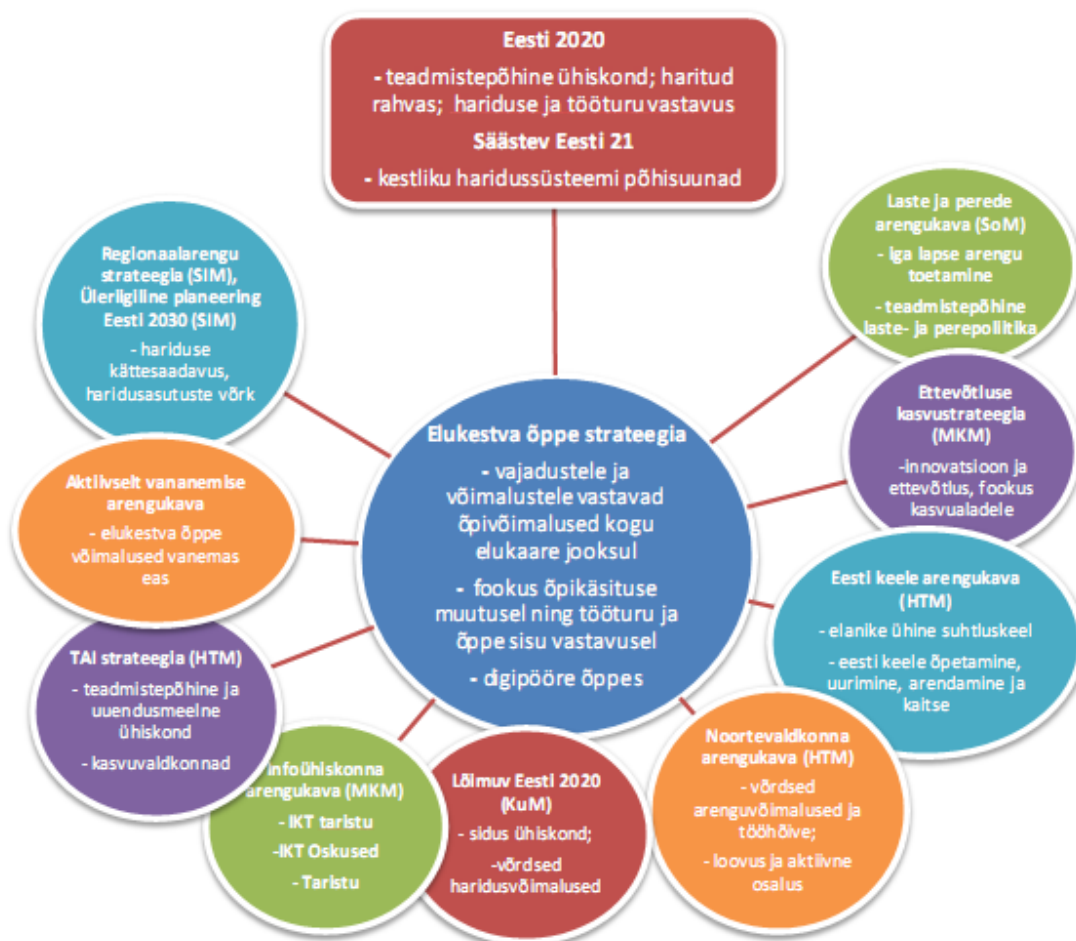 Eesti 2020
- teadmistepõhine ühiskond; haritud
rahvas; hariduse ja tööturu vastavus
Säästev Eesti 21
- kestliku haridussüsteemi põhisuunad
Laste ja perede
arengukava (SoM)
- iga lapse arengu
toetamine
- teadmistepõhine
laste- ja perepoliitika
Regionaalarengu
strateegia (SIM),
Üleriigiline planeering
Eesti 2030 (SIM)
- hariduse
kättesaadavus,
haridusasutuste võrk
Ettevõtluse
kasvustrateegia
(MKM)
-innovatsioon ja
ettevõtlus, fookus
kasvualadele
Elukestva õppe strateegia
- vajadustele ja
võimalustele vastavad
õpivõimalused kogu
elukaare jooksul
- fookus õpikäsituse
muutusel ning tööturu ja
õppe sisu vastavusel
- digipööre õppes
Aktiivselt vananemise
arengukava
- elukestva õppe
võimalused vanemas
eas
Eesti keele arengukava
(HTM)
- elanike ühine suhtluskeel
- eesti keele õpetamine,
uurimine, arendamine ja
kaitse
TAI strateegia (HTM)
- teadmistepõhine ja
uuendusmeelne
ühiskond
- kasvuvaldkonnad
Noortevaldkonna
arengukava (HTM)
- võrdsed
arenguvõimalused ja
tööhõive;
- loovus ja aktiivne
osalus
Infoühiskonna
arengukava (MKM)
- IKT taristu
-IKT Oskused
- Taristu
Lõimuv Eesti 2020
(KuM)
- sidus ühiskond;
-võrdsed
haridusvõimalused